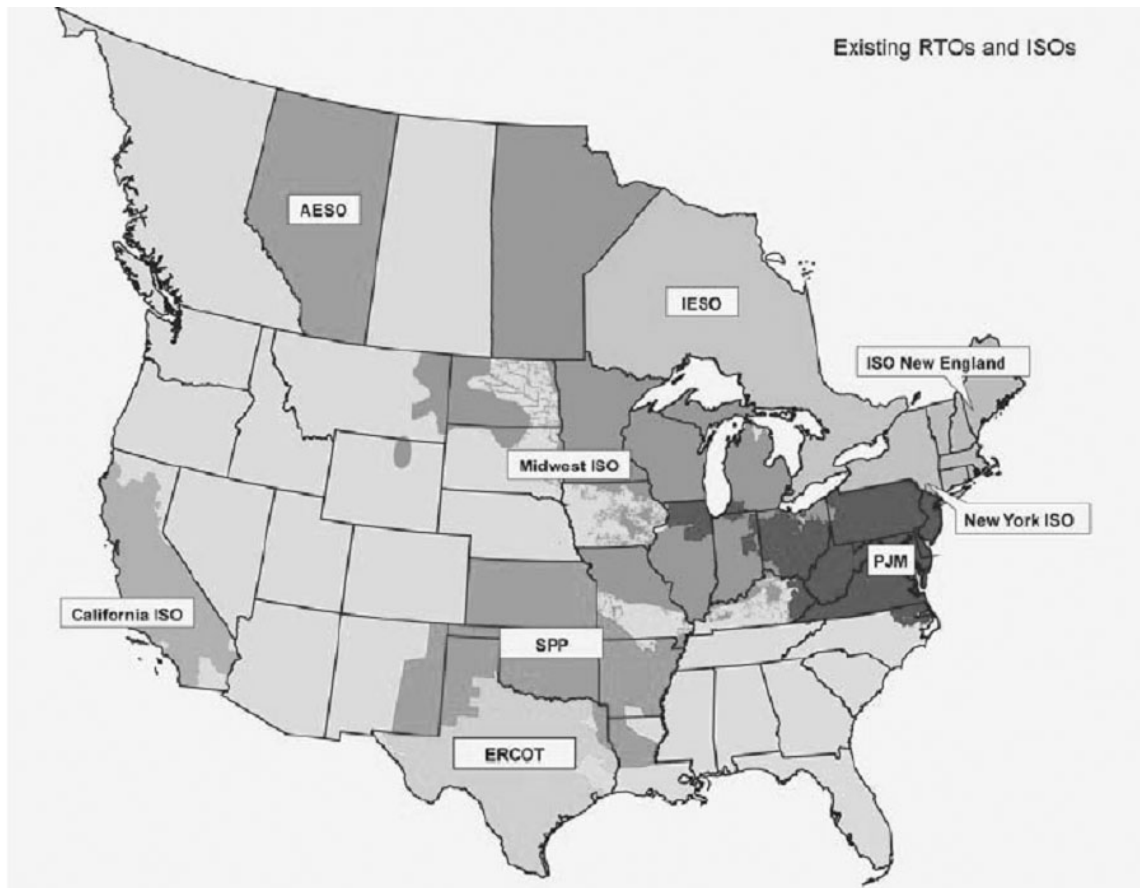 Existing RTOs and ISOs
AESO
IESO
ISO New England
Midwest ISO
New York ISO
PJM
California ISO
SPP
ERCOT